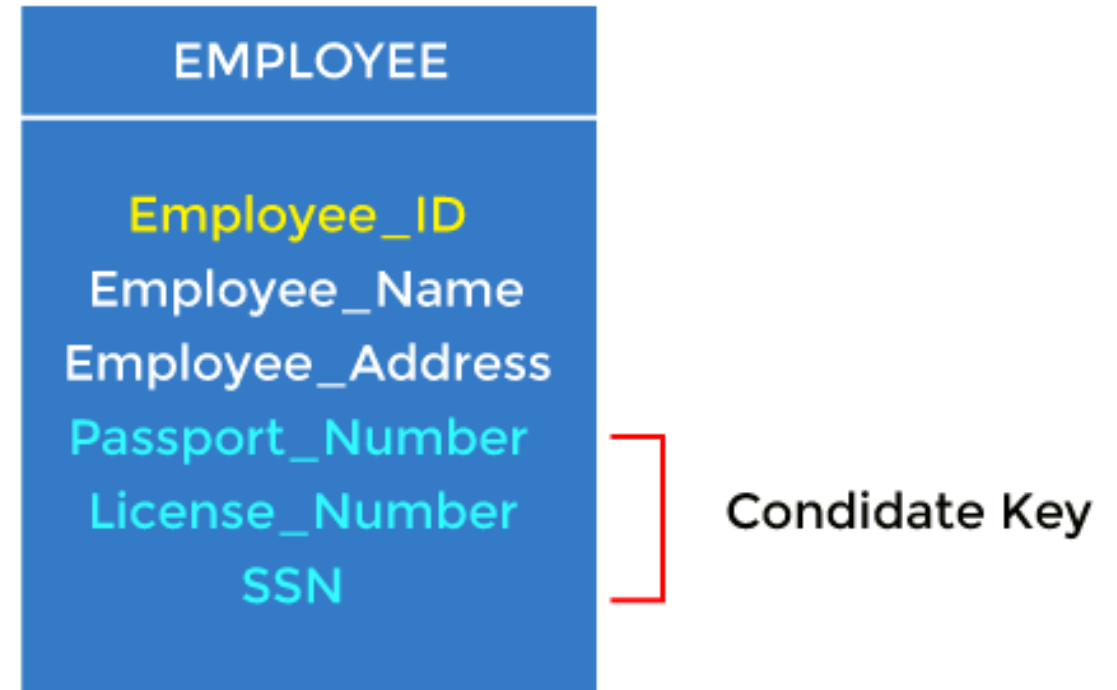 EMPLOYEE
Employee_ID
Employee_Name
Employee_Address
Passport_Number
License_Number
SSN
Condidate Key